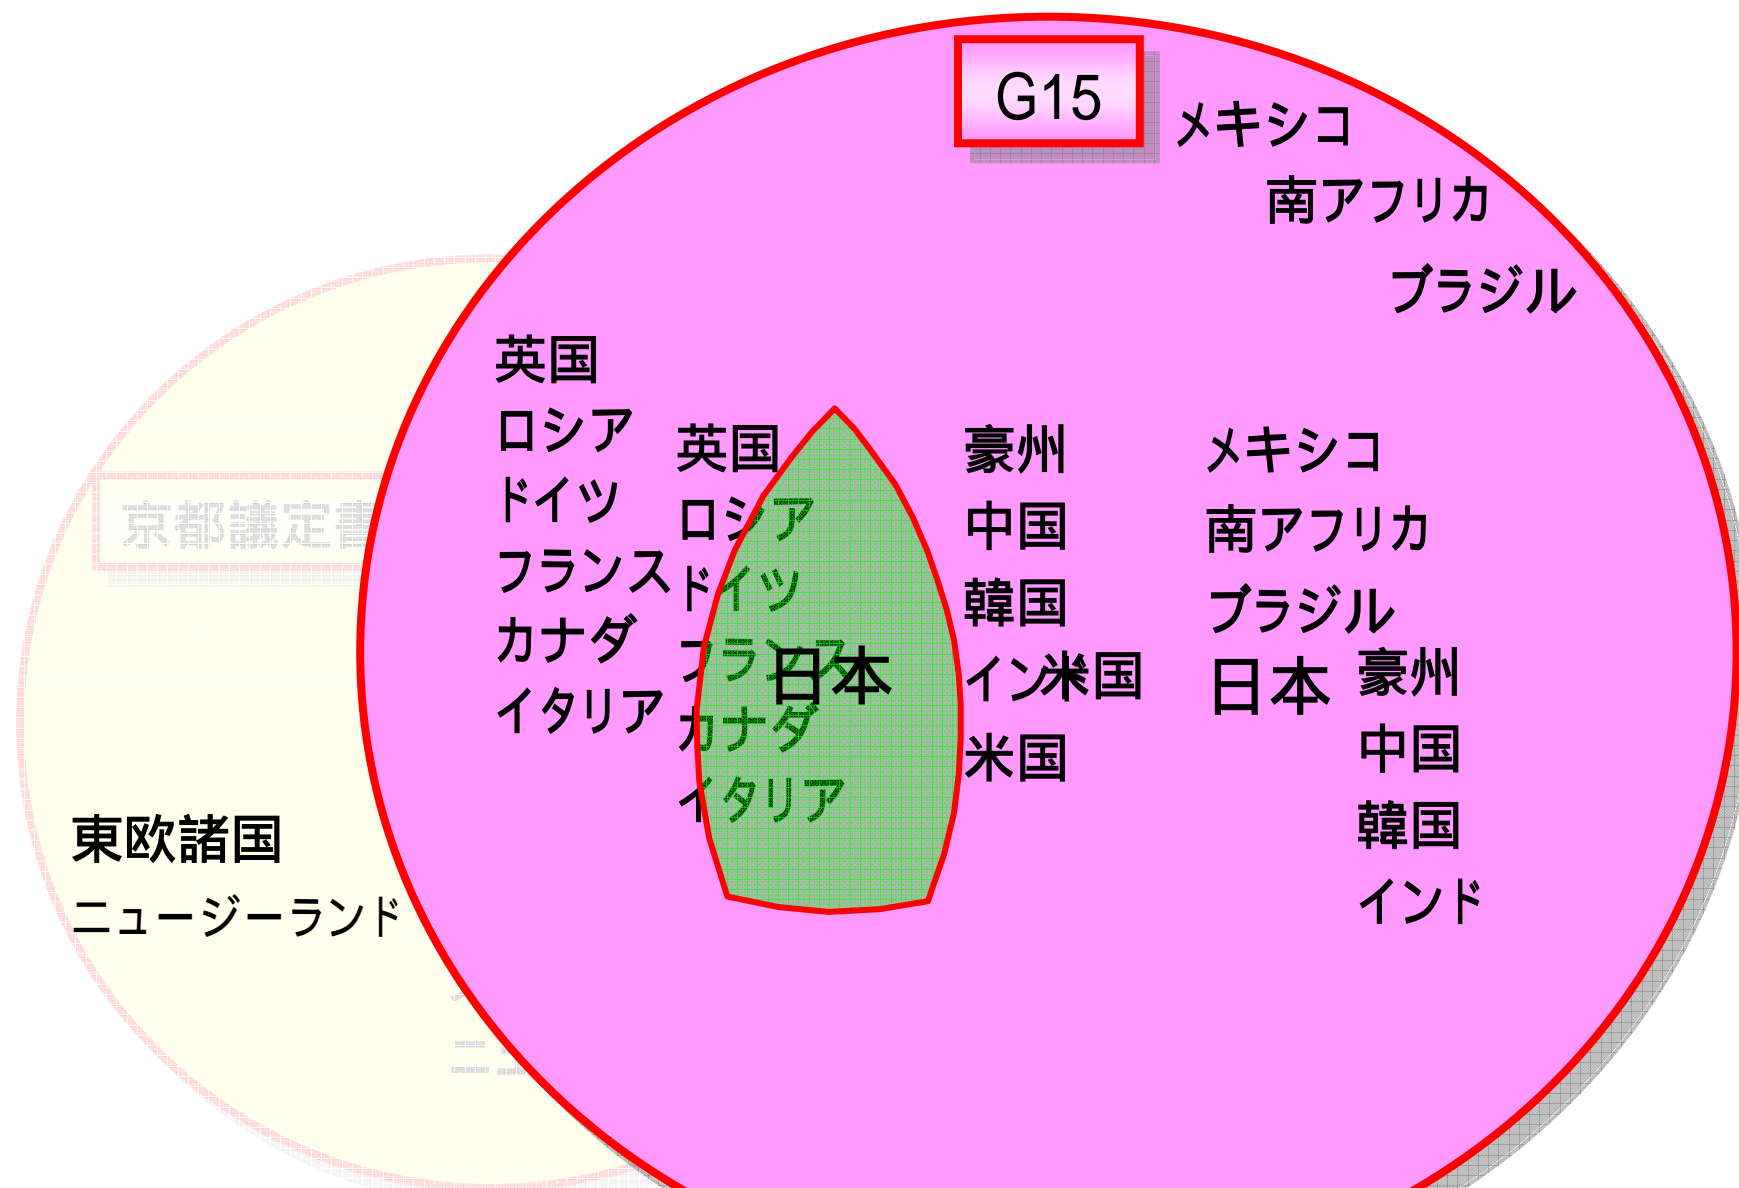 G15
メキシコ
南アフリカ
ブラジル
英国
ロシア
ドイツ
フランス
カナダ
イタリア
英国
ロシア
ドイツ
フランス
カナダ
イタリア
日本
豪州
中国
韓国
イン
米国
米国
メキシコ
南アフリカ
ブラジル
日本
豪州
中国
韓国
インド
京都議定書
東欧諸国
ニュージーランド